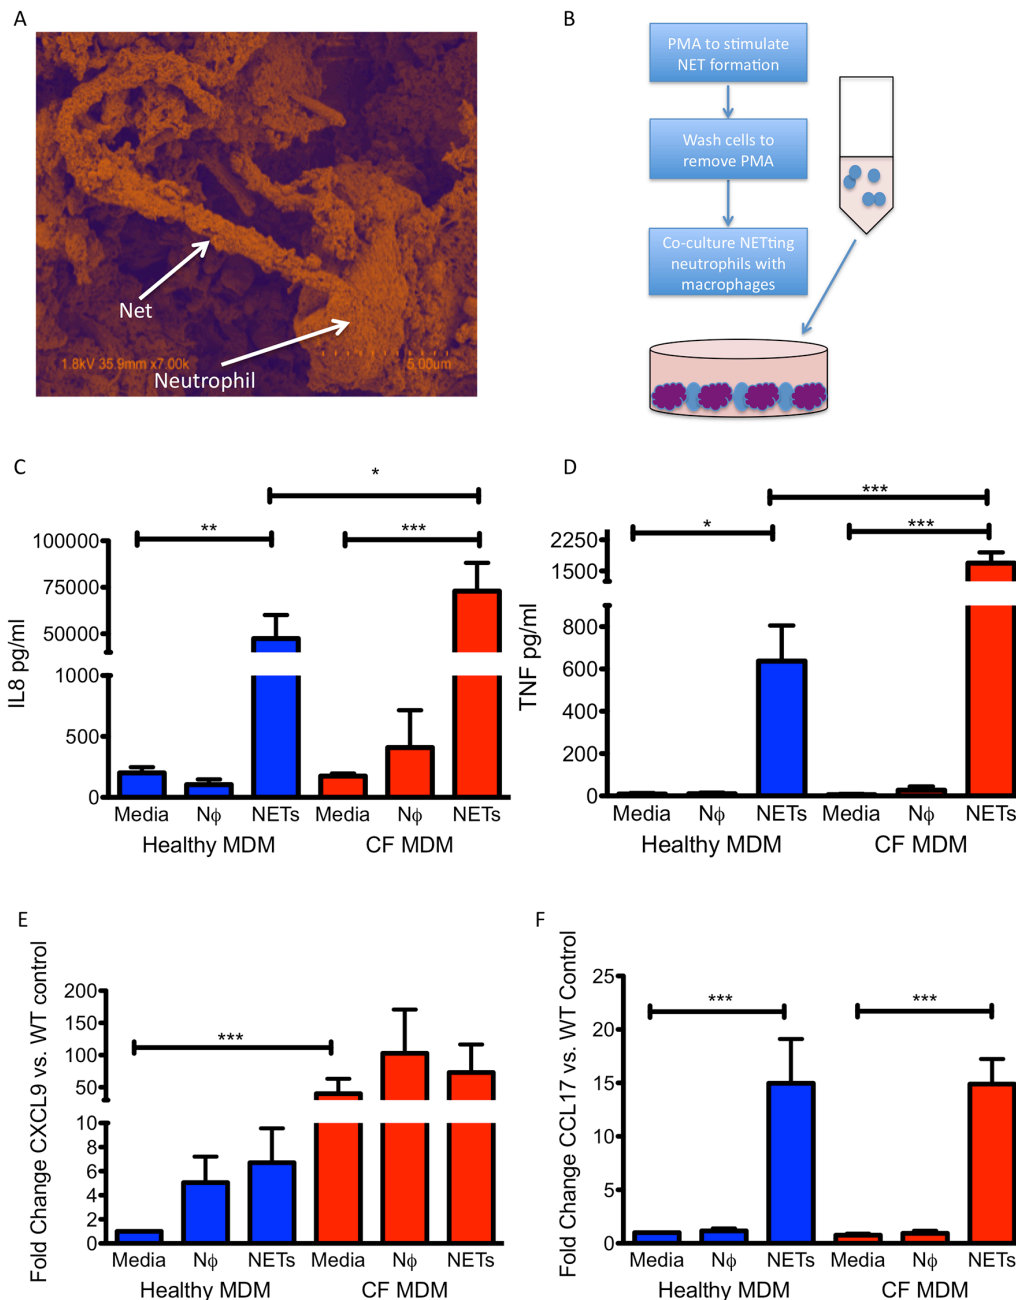 A
Net
Neutrophil
1.8kV 35.9mm x7.00k
5.00um
B
PMA to stimulate
NET formation
Wash cells to
remove PMA
Co-culture NETting
neutrophils with
macrophages
C
*
**
***
100000
75000
50000
1000
500
0
IL8 pg/ml
Media Nϕ NETs Media Nϕ NETs
Healthy MDM CF MDM
D
***
*
***
2250
1500
800
600
400
200
0
TNF pg/ml
Media Nϕ NETs Media Nϕ NETs
Healthy MDM CF MDM
E
***
200
150
100
50
10
8
6
4
2
0
Fold Change CXCL9 vs. WT control
Media Nϕ NETs Media Nϕ NETs
Healthy MDM CF MDM
F
***
***
25
20
15
10
5
0
Fold Change CCL17 vs. WT Control
Media Nϕ NETs Media Nϕ NETs
Healthy MDM CF MDM